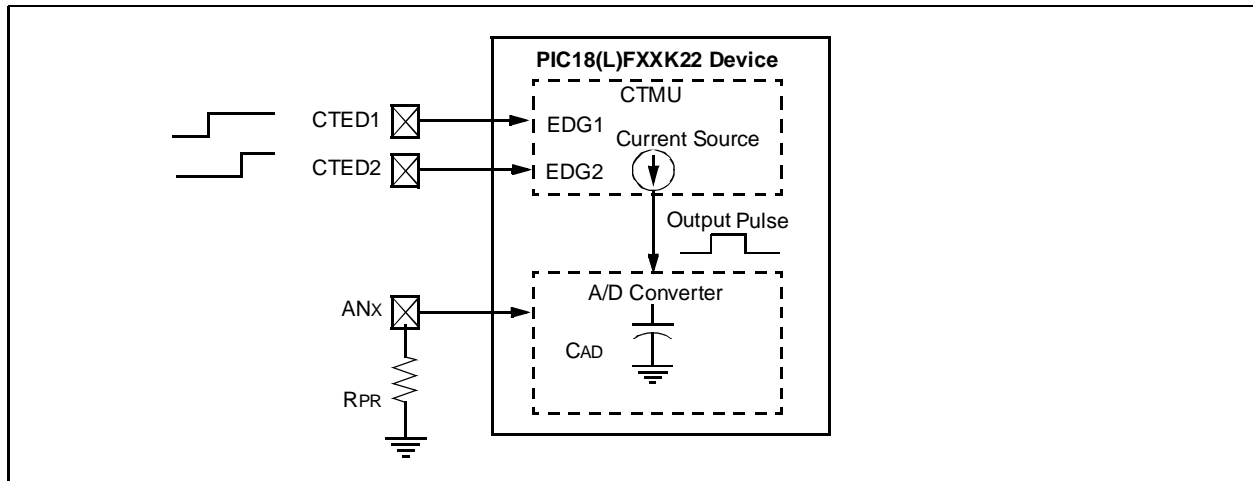 PIC18(L)FXXK22 Device
CTMU
CTED1
EDG1
Current Source
CTED2
EDG2
Output Pulse
A/D Converter
ANX
CAD
RPR